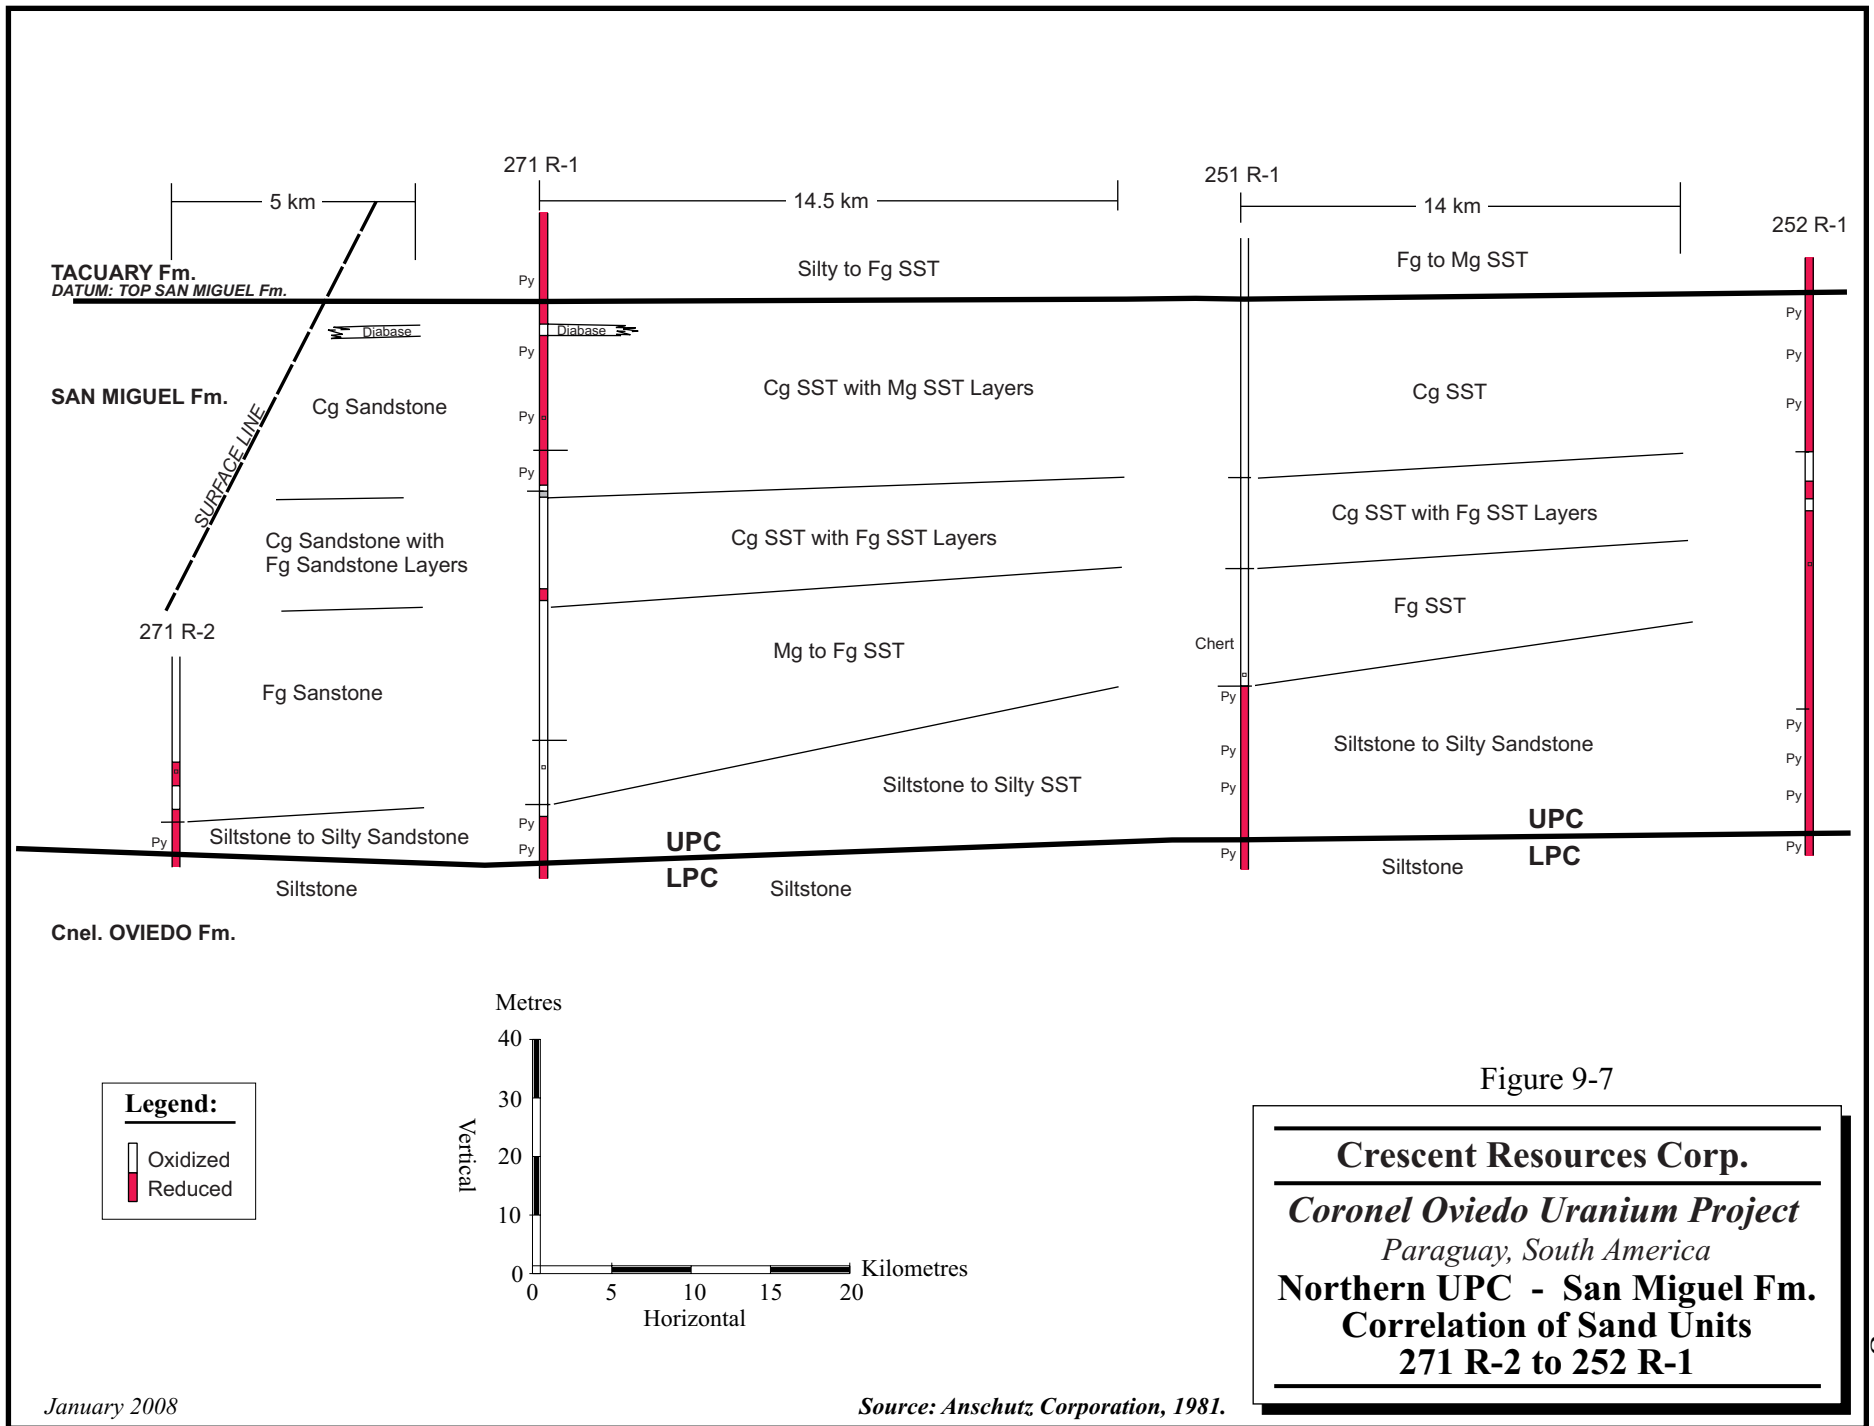 271 R-1
251 R-1
252 R-1
5 km
14.5 km
14 km
TACUARY Fm.
DATUM: TOP SAN MIGUEL Fm.
Py
Silty to Fg SST
Fg to Mg SST
Diabase
Diabase
Py
Py
Py
SAN MIGUEL Fm.
SURFACE LINE
Cg Sandstone
Py
Cg SST with Mg SST Layers
Cg SST
Py
Py
Cg Sandstone with
Fg Sandstone Layers
Cg SST with Fg SST Layers
Cg SST with Fg SST Layers
271 R-2
Fg Sanstone
Mg to Fg SST
Chert
Fg SST
Py
Py
Py
Siltstone to Silty SST
Siltstone to Silty Sandstone
Py
Py
Py
Py
Siltstone to Silty Sandstone
Py
Py
UPC
LPC
UPC
LPC
Py
Py
Siltstone
Siltstone
Siltstone
Cnel. OVIEDO Fm.
Metres
40
30
20
10
0
Vertical
0
5
10
15
20
Kilometres
Horizontal
Legend:
Oxidized
Reduced
Figure 9-7
Crescent Resources Corp.
Coronel Oviedo Uranium Project
Paraguay, South America
Northern UPC - San Miguel Fm.
Correlation of Sand Units
271 R-2 to 252 R-1
January 2008
Source: Anschutz Corporation, 1981.